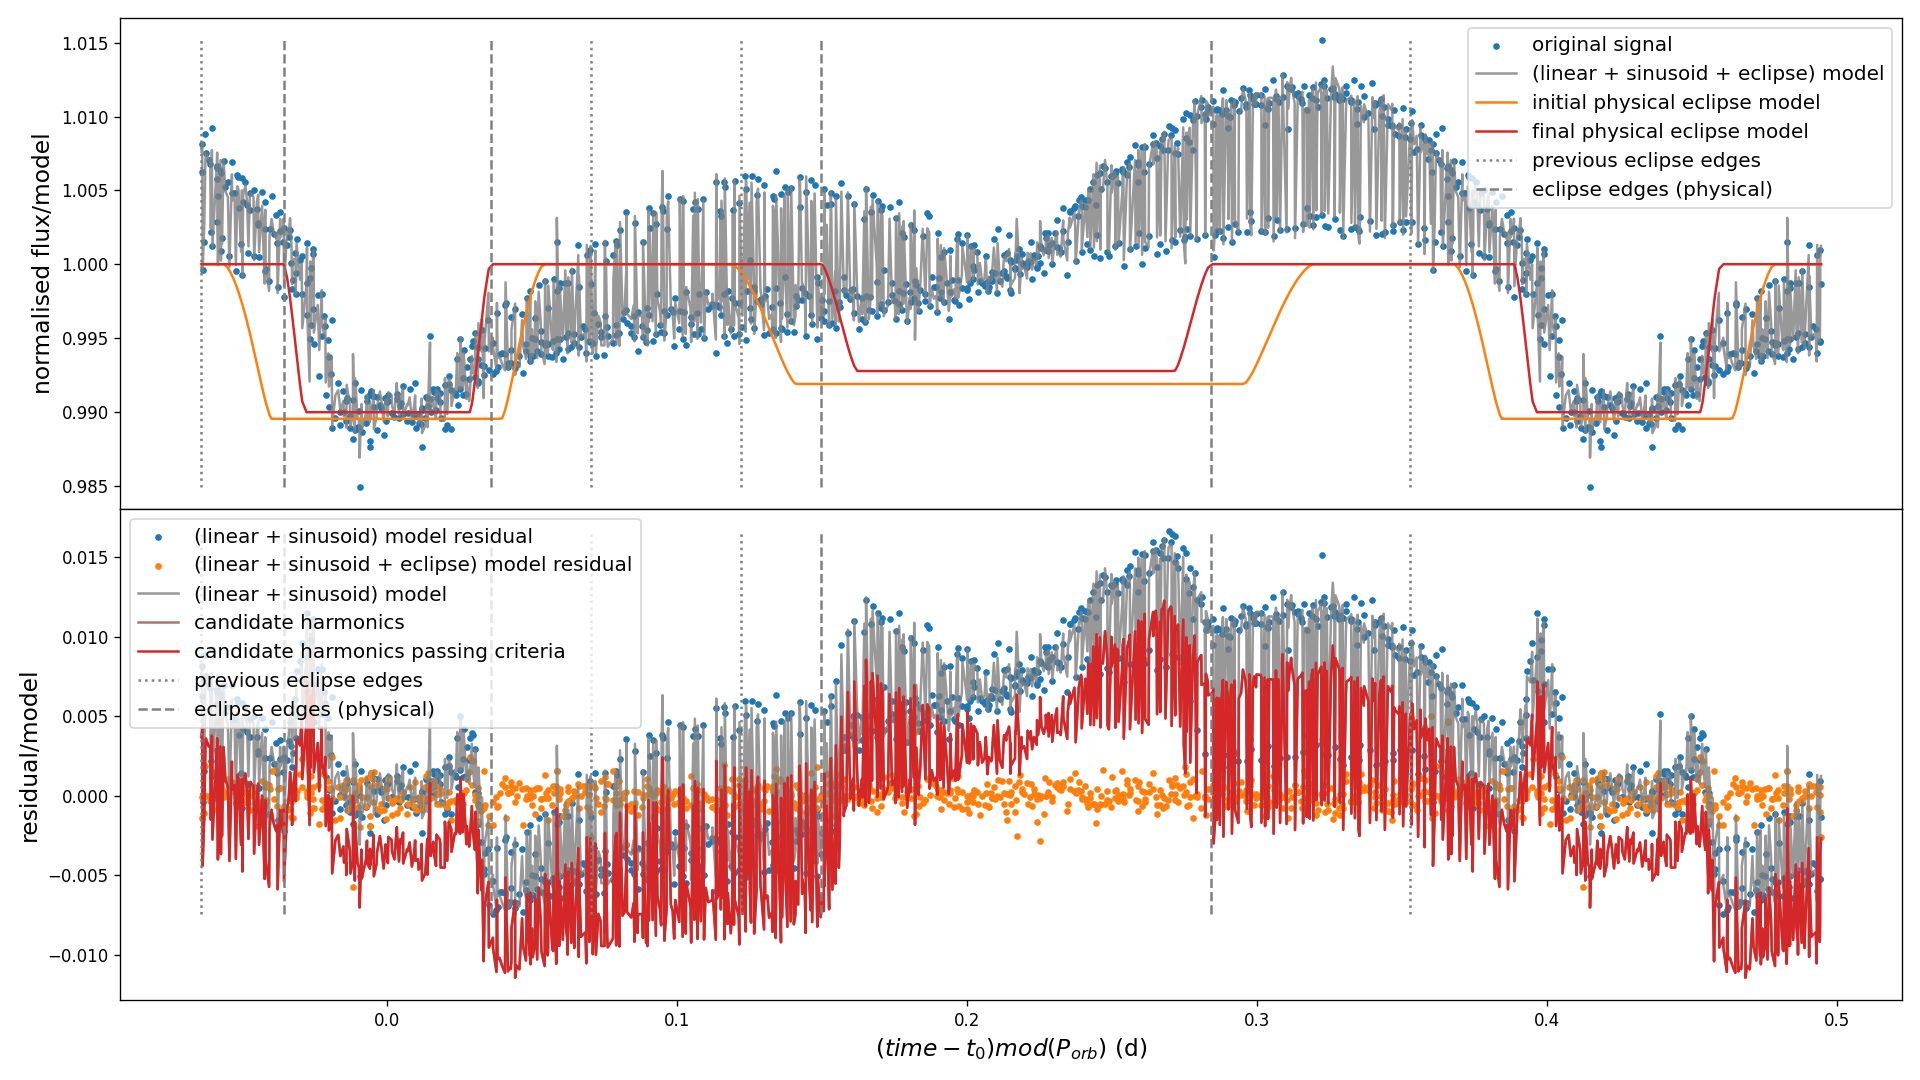 normalised flux/model
1.015
1.010
1.005
1.000
0.995
0.990
0.985
original signal
(linear + sinusoid + eclipse) model
initial physical eclipse model
final physical eclipse model
previous eclipse edges
eclipse edges (physical)
residual/model
0.015
0.010
0.005
0.000
−0.005
−0.010
(linear + sinusoid) model residual
(linear + sinusoid + eclipse) model residual
(linear + sinusoid) model
candidate harmonics
candidate harmonics passing criteria
previous eclipse edges
eclipse edges (physical)
0.0 0.1 0.2 0.3 0.4 0.5
(time − t₀)mod(Pₒᵣb) (d)